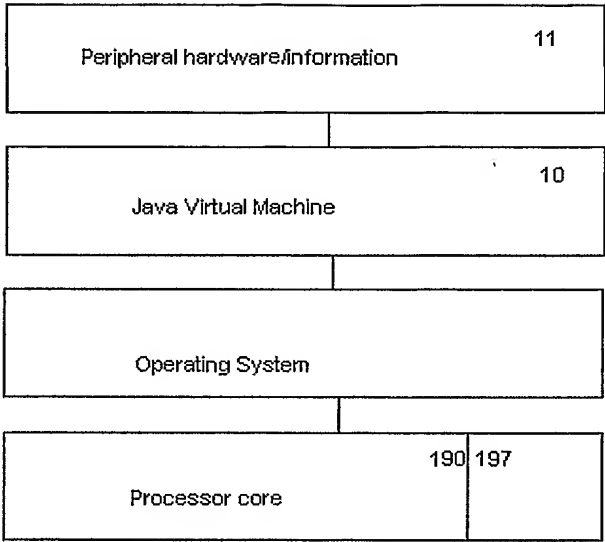 11
Peripheral hardware/information
10
Java Virtual Machine
Operating System
190 197
Processor core